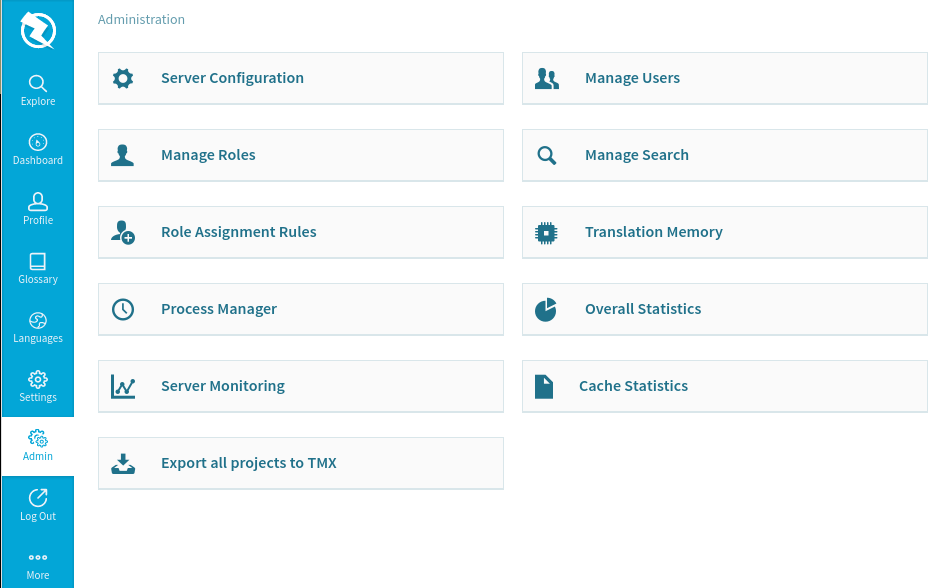 Administration
Explore
Dashboard
Profile
Glossary
Languages
Settings
Admin
Log Out
More
Server Configuration
Manage Users
Manage Roles
Manage Search
Role Assignment Rules
Translation Memory
Process Manager
Overall Statistics
Server Monitoring
Cache Statistics
Export all projects to TMX